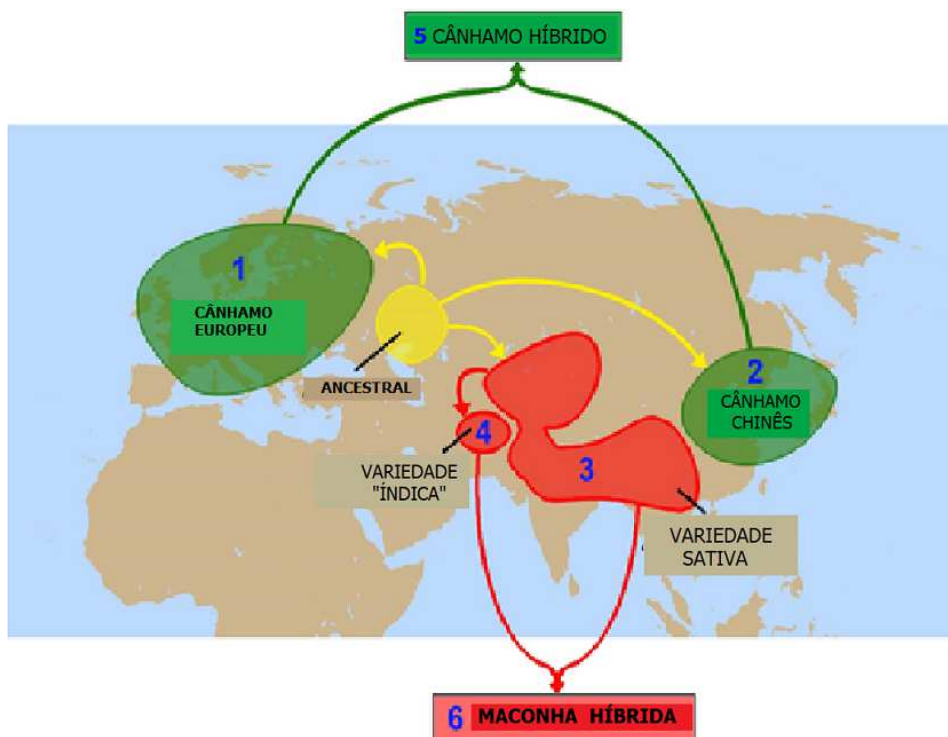 5 CÂNHAMO HÍBRIDO
1
CÂNHAMO
EUROPEU
ANCESTRAL
2
CÂNHAMO
CHINÊS
4
VARIEDADE
"ÍNDICA"
3
VARIEDADE
SATIVA
6 MACONHA HÍBRIDA